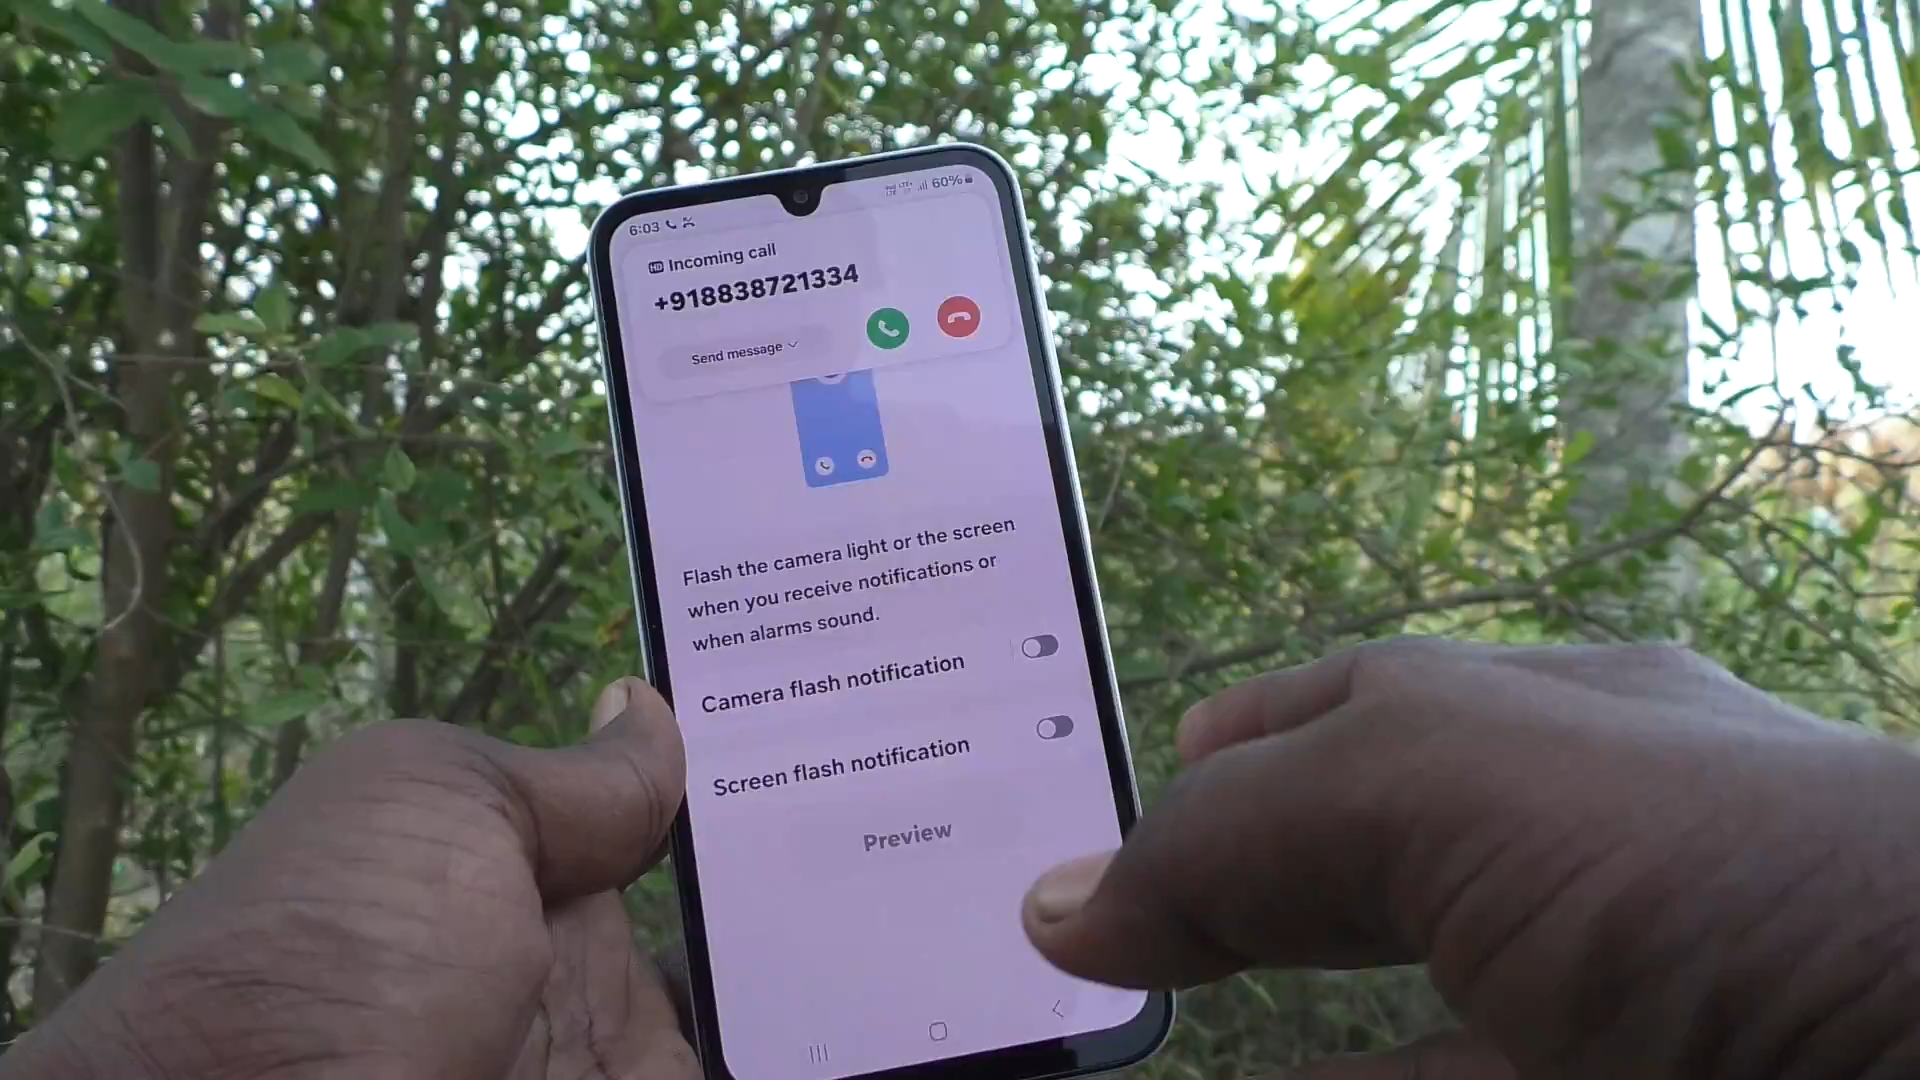 6:03
60%
HD Incoming call
+918838721334
Send message
Flash the camera light or the screen
when you receive notifications or
when alarms sound.
Camera flash notification
Screen flash notification
Preview